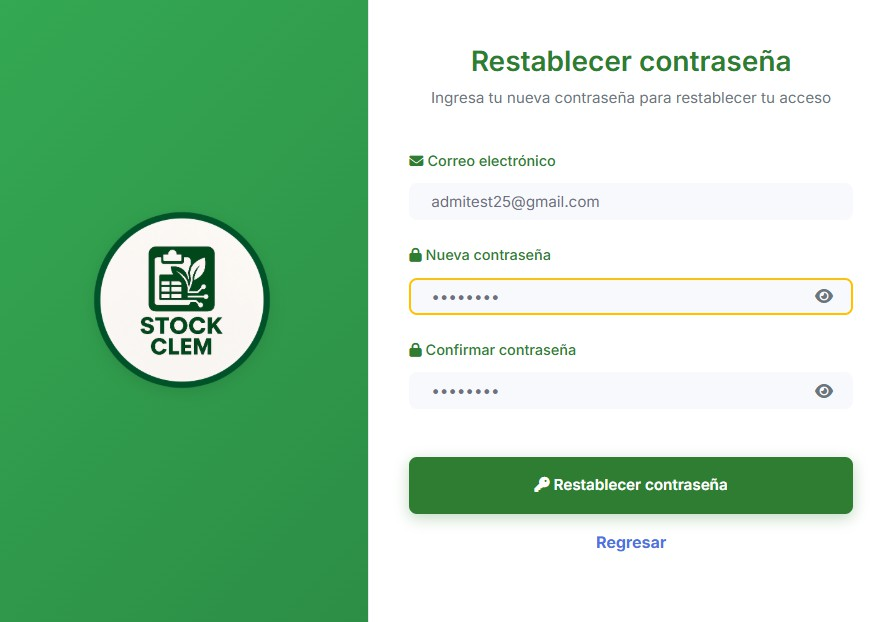 STOCK
CLEM
Restablecer contraseña
Ingresa tu nueva contraseña para restablecer tu acceso
Correo electrónico
admitest25@gmail.com
Nueva contraseña
••••••••
Confirmar contraseña
••••••••
Restablecer contraseña
Regresar